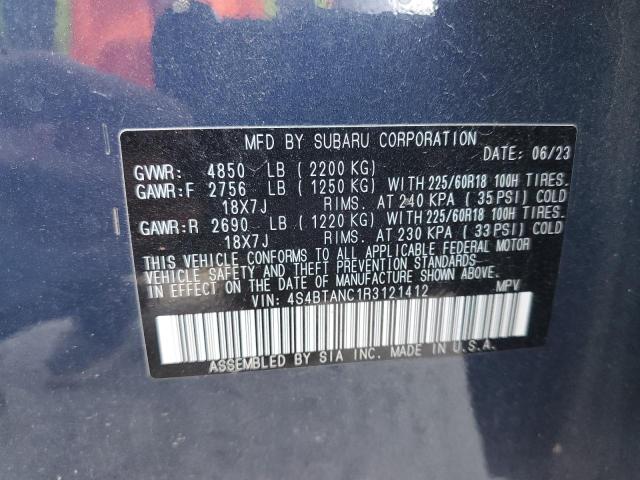 MFD BY SUBARU CORPORATION
DATE: 06/23
GVWR: 4850 LB (2200 KG)
GAWR:F 2756 LB (1250 KG) WITH 225/60R18 100H TIRES.
18X7J RIMS. AT 240 KPA (35 PSI) COLD
GAWR:R 2690 LB (1220 KG) WITH 225/60R18 100H TIRES.
18X7J RIMS. AT 230 KPA (33 PSI) COLD
THIS VEHICLE CONFORMS TO ALL APPLICABLE FEDERAL MOTOR
VEHICLE SAFETY AND THEFT PREVENTION STANDARDS
IN EFFECT ON THE DATE OF MANUFACTURE SHOWN ABOVE.
VIN: 4S4BTANC1R3121412 MPV
ASSEMBLED BY SIA INC. MADE IN U.S.A.